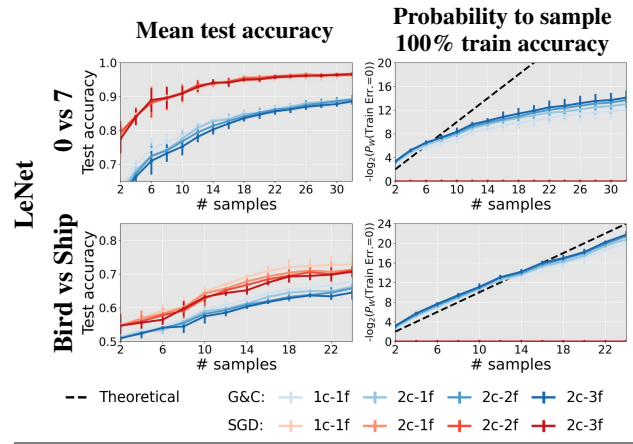 Mean test accuracy
Probability to sample
100% train accuracy
LeNet
0 vs 7
Test accuracy
1.0
0.9
0.8
0.7
2 6 10 14 18 22 26 30
# samples
-log₂(P_W(Train Err.=0))
20
16
12
8
4
0
2 6 10 14 18 22 26 30
# samples
Bird vs Ship
Test accuracy
0.8
0.7
0.6
0.5
2 6 10 14 18 22
# samples
-log₂(P_W(Train Err.=0))
24
20
16
12
8
4
0
2 6 10 14 18 22
# samples
Theoretical G&C: 1c-1f 2c-1f 2c-2f 2c-3f
SGD: 1c-1f 2c-1f 2c-2f 2c-3f